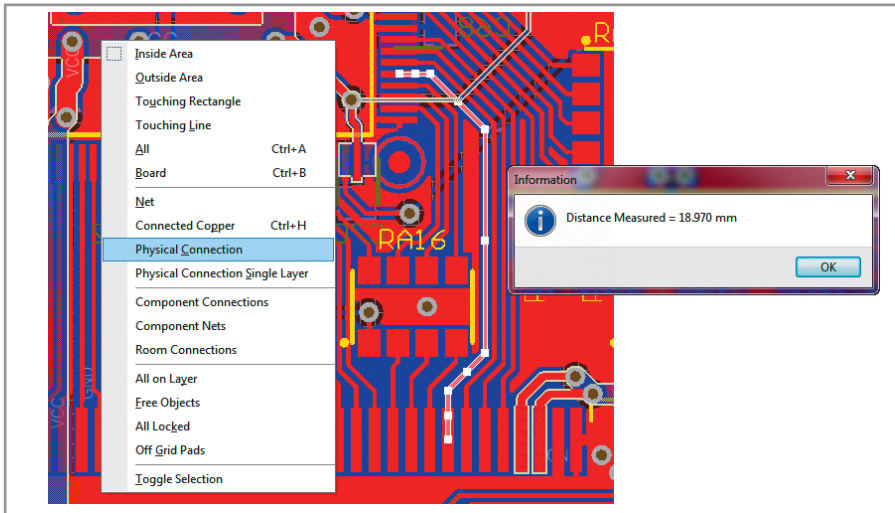 Inside Area
Outside Area
Touching Rectangle
Touching Line
All Ctrl+A
Board Ctrl+B
Net
Connected Copper Ctrl+H
Physical Connection
Physical Connection Single Layer
Component Connections
Component Nets
Room Connections
All on Layer
Free Objects
All Locked
Off Grid Pads
Toggle Selection
VCC
VCC
GND
RA16
Information
Distance Measured = 18.970 mm
OK